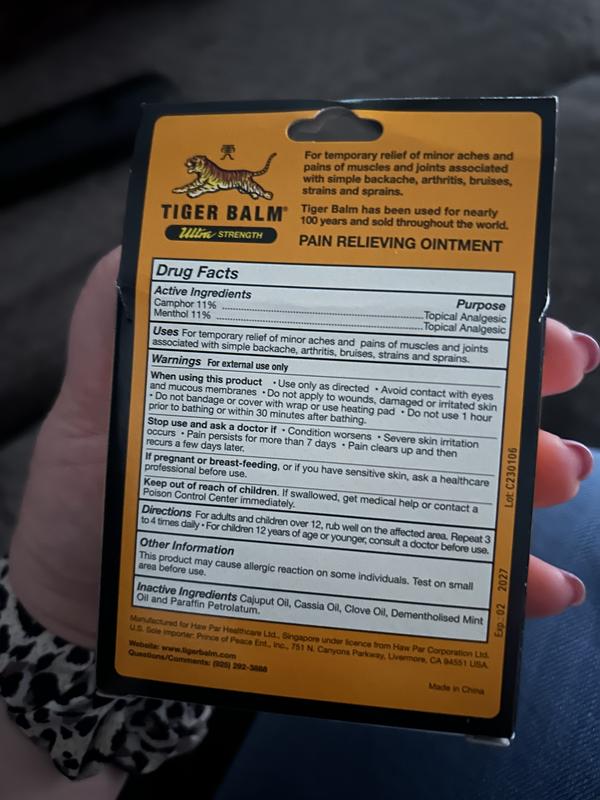 For temporary relief of minor aches and
pains of muscles and joints associated
with simple backache, arthritis, bruises,
strains and sprains.
TIGER BALM®
Ultra STRENGTH
Tiger Balm has been used for nearly
100 years and sold throughout the world.
PAIN RELIEVING OINTMENT
Drug Facts
Active Ingredients Purpose
Camphor 11% ........ Topical Analgesic
Menthol 11% ........ Topical Analgesic
Uses For temporary relief of minor aches and pains of muscles and joints
associated with simple backache, arthritis, bruises, strains and sprains.
Warnings For external use only
When using this product • Use only as directed • Avoid contact with eyes
and mucous membranes • Do not apply to wounds, damaged or irritated skin
• Do not bandage or cover with wrap or use heating pad • Do not use 1 hour
prior to bathing or within 30 minutes after bathing.
Stop use and ask a doctor if • Condition worsens • Severe skin irritation
occurs • Pain persists for more than 7 days • Pain clears up and then
recurs a few days later.
If pregnant or breast-feeding, or if you have sensitive skin, ask a healthcare
professional before use.
Keep out of reach of children. If swallowed, get medical help or contact a
Poison Control Center immediately.
Directions For adults and children over 12, rub well on the affected area. Repeat 3
to 4 times daily • For children 12 years of age or younger, consult a doctor before use.
Other Information
This product may cause allergic reaction on some individuals. Test on small
area before use.
Inactive Ingredients Cajuput Oil, Cassia Oil, Clove Oil, Dementholised Mint
Oil and Paraffin Petrolatum.
Manufactured for Haw Par Healthcare Ltd., Singapore under licence from Haw Par Corporation Ltd.
U.S. Sole Importer: Prince of Peace Ent., Inc., 751 N. Canyons Parkway, Livermore, CA 94551 USA.
Website: www.tigerbalm.com
Questions/Comments: (925) 292-3888
Made in China
Lot: C230106
Exp.: 02 2027